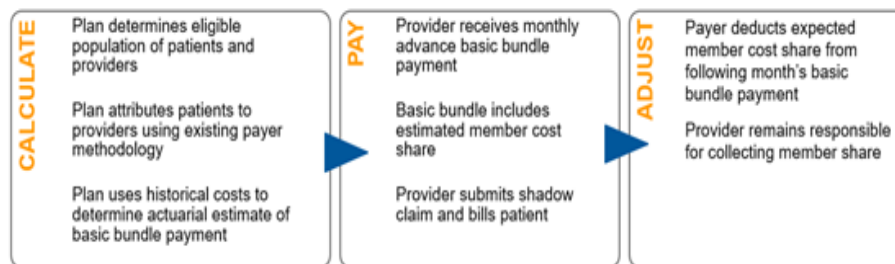 CALCULATE
Plan determines eligible
population of patients and
providers
Plan attributes patients to
providers using existing payer
methodology
Plan uses historical costs to
determine actuarial estimate of
basic bundle payment
PAY
Provider receives monthly
advance basic bundle
payment
Basic bundle includes
estimated member cost
share
Provider submits shadow
claim and bills patient
ADJUST
Payer deducts expected
member cost share from
following month's basic
bundle payment
Provider remains responsible
for collecting member share